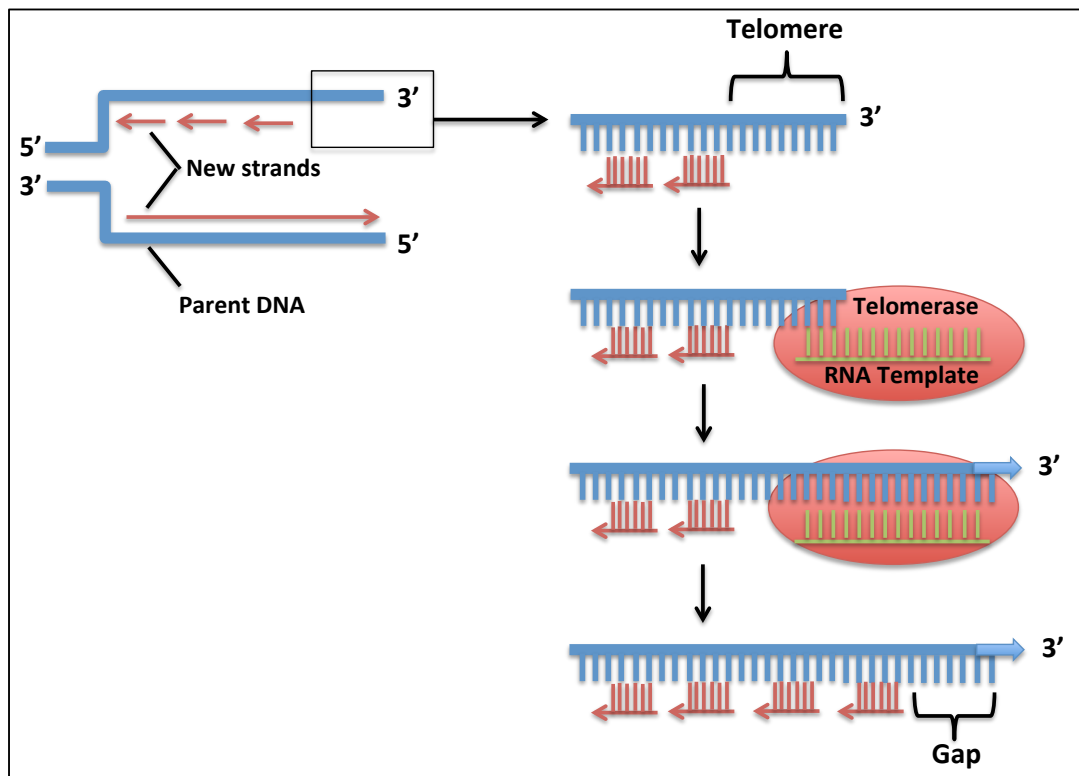 3’
5’
New strands
3’
5’
Parent DNA
Telomere
3’
Telomerase
RNA Template
3’
3’
Gap